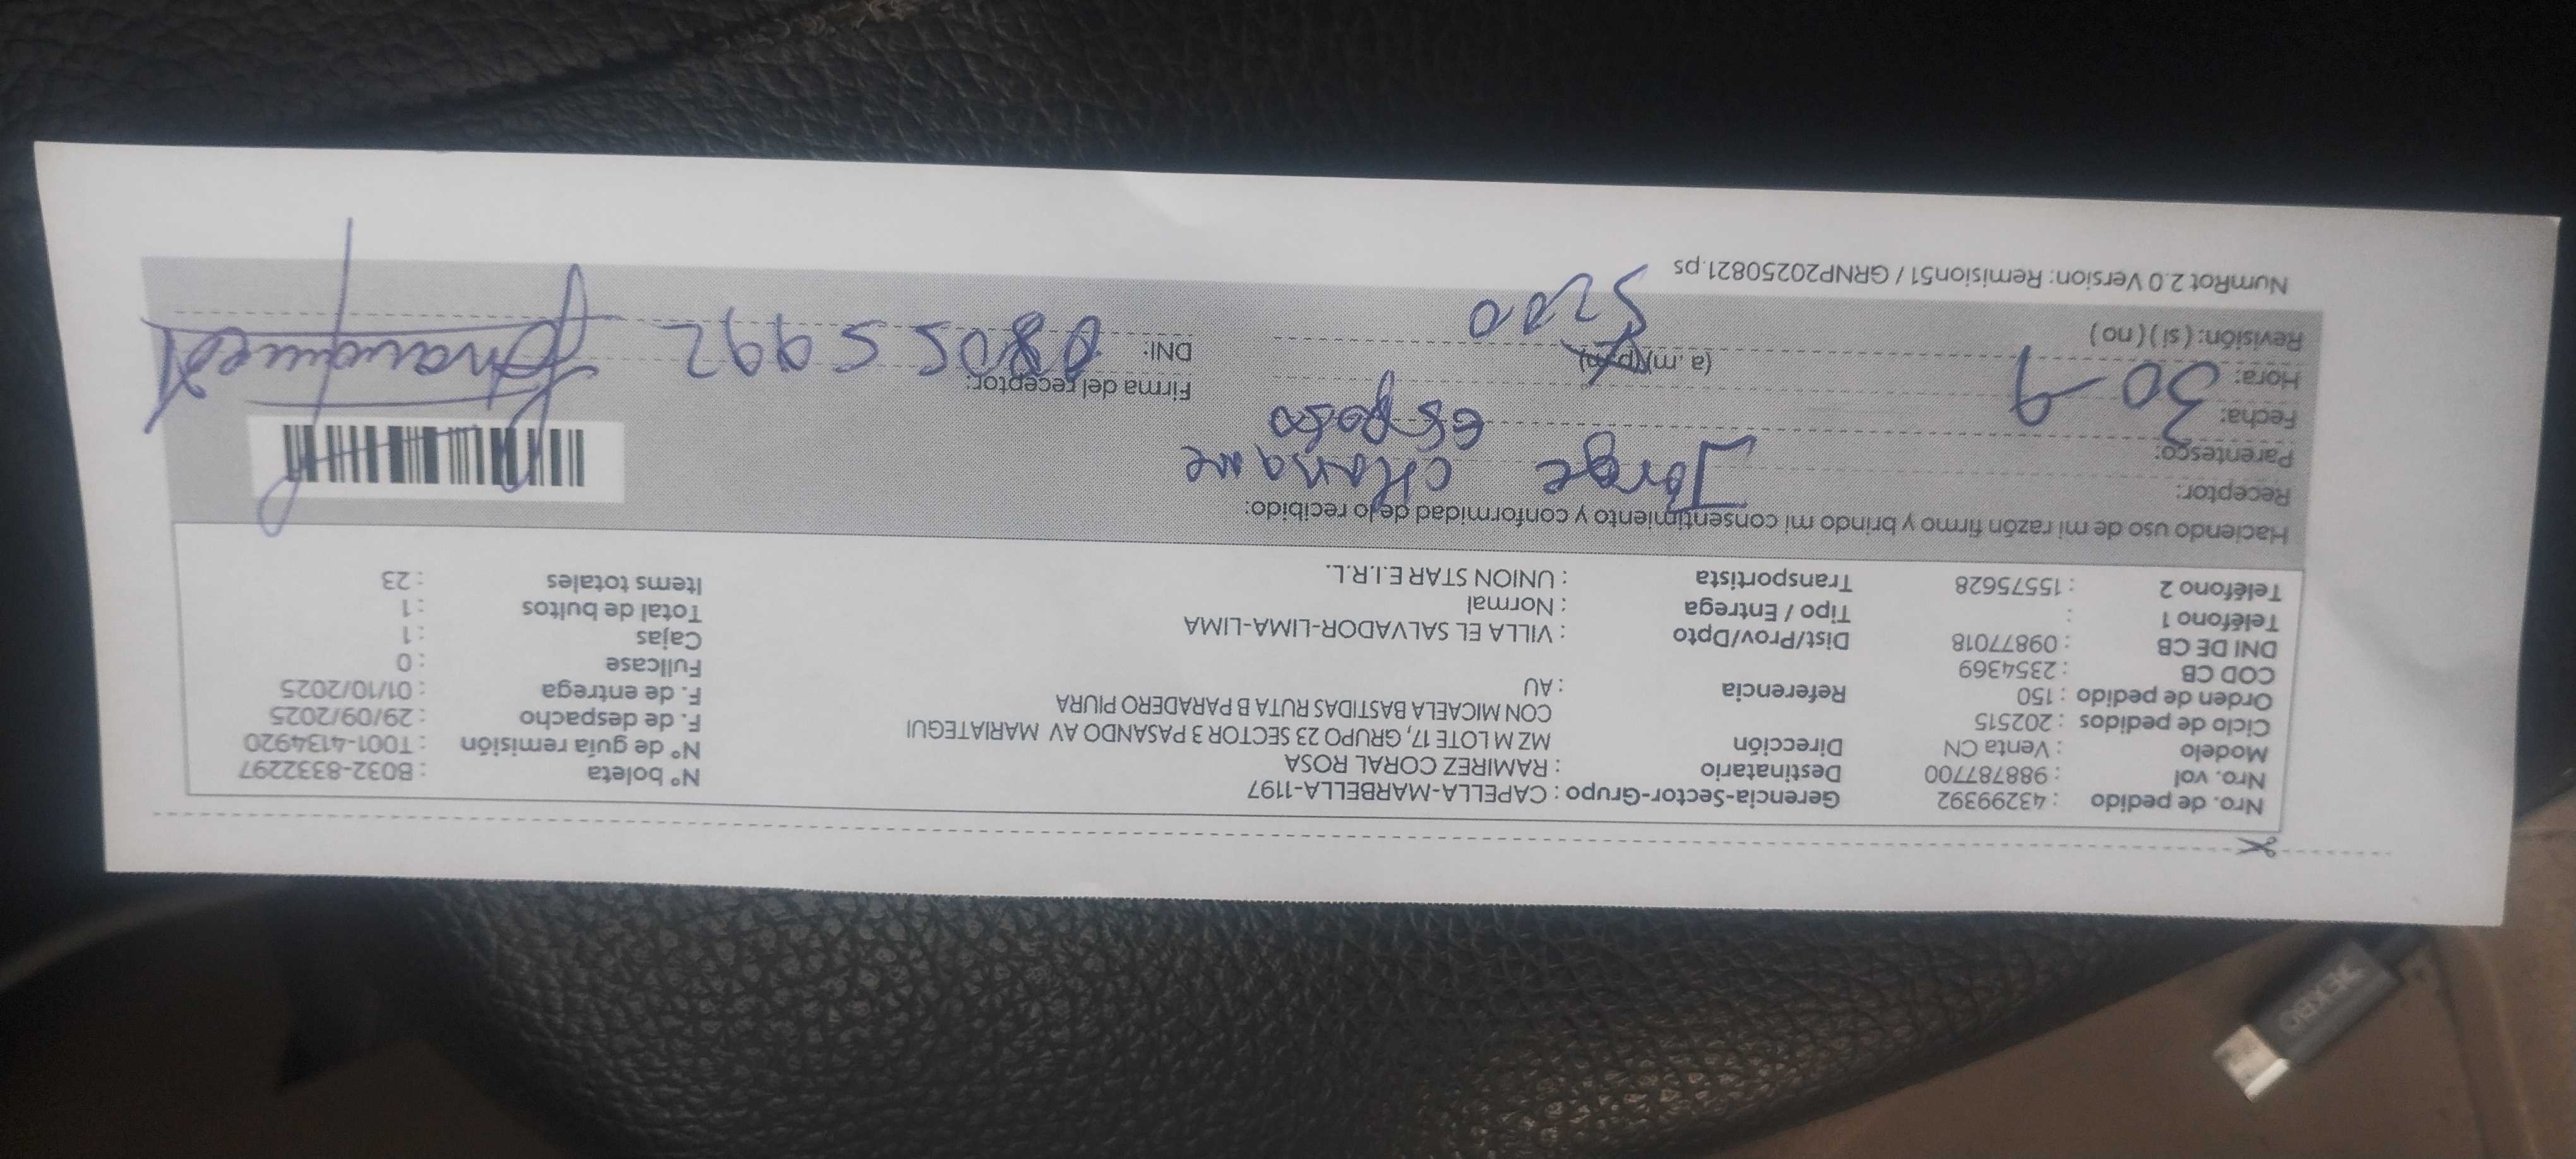 Nro. de pedido : 43299392 Gerencia-Sector-Grupo : CAPELLA-MARBELLA-1197 N° boleta : B032-8332297
Nro. vol : 988787700 Destinatario : RAMIREZ CORAL ROSA N° de guía remisión : T001-4134920
Modelo : Venta CN Dirección MZ M LOTE 17, GRUPO 23 SECTOR 3 PASANDO AV MARIATEGUI F. de despacho : 29/09/2025
Ciclo de pedidos : 202515 CON MICAELA BASTIDAS RUTA B PARADERO PIURA F. de entrega : 01/10/2025
Orden de pedido : 150 Referencia : AU Fullcase : 0
COD CB : 2354369 Cajas : 1
DNI DE CB : 09877018 Dist/Prov/Dpto : VILLA EL SALVADOR-LIMA-LIMA Total de bultos : 1
Teléfono 1 : Tipo / Entrega : Normal Items totales : 23
Teléfono 2 : 15575628 Transportista : UNION STAR E.I.R.L.
Haciendo uso de mi razón firmo y brindo mi consentimiento y conformidad de lo recibido:
Receptor: Jorge
Parentesco: esposo
Fecha: 30-9
Hora: (a. m)(p.m) 5200 Firma del receptor:
Revisión: ( si ) ( no ) DNI: 08055992
NumRot 2.0 Version: Remision51 / GRNP20250821.ps
OBXEK